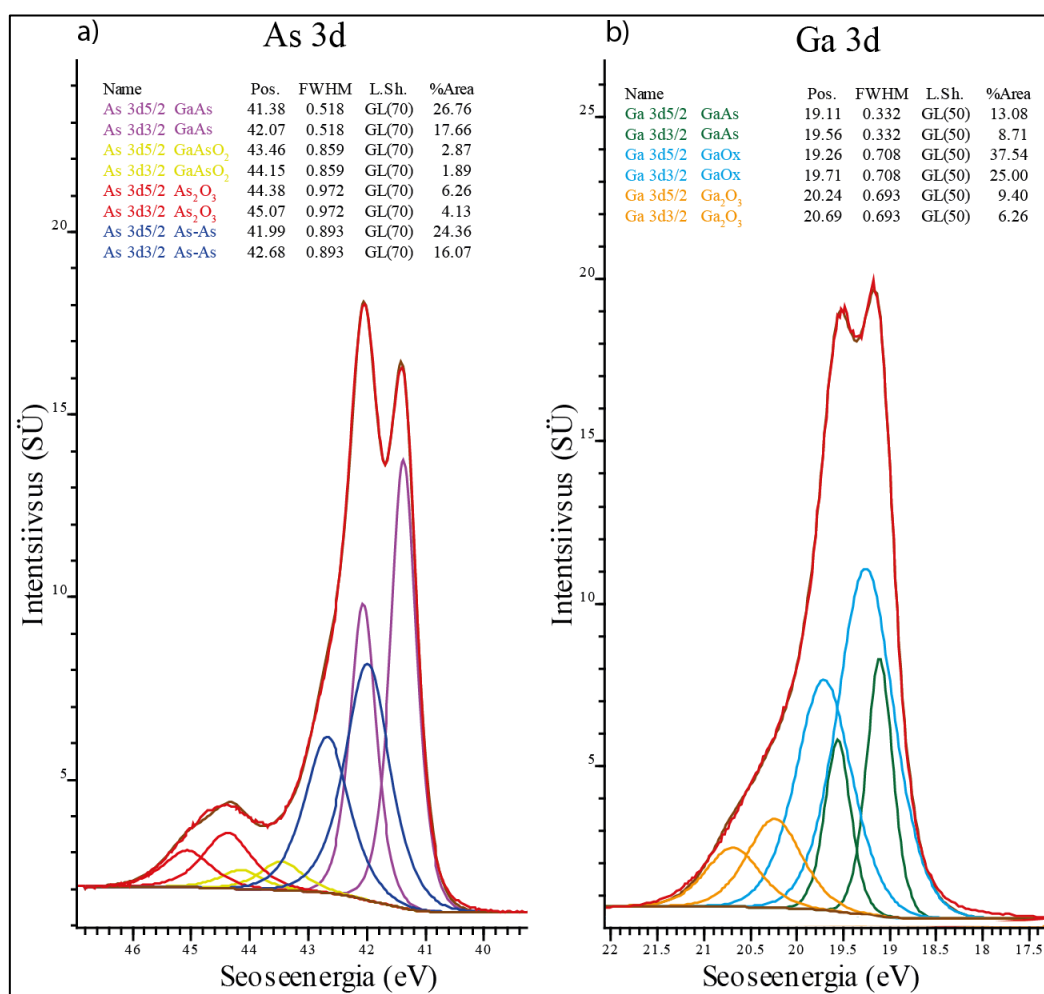 a)
As 3d
Name Pos. FWHM L.Sh. %Area
As 3d5/2 GaAs 41.38 0.518 GL(70) 26.76
As 3d3/2 GaAs 42.07 0.518 GL(70) 17.66
As 3d5/2 GaAsO₂ 43.46 0.859 GL(70) 2.87
As 3d3/2 GaAsO₂ 44.15 0.859 GL(70) 1.89
As 3d5/2 As₂O₃ 44.38 0.972 GL(70) 6.26
As 3d3/2 As₂O₃ 45.07 0.972 GL(70) 4.13
As 3d5/2 As-As 41.99 0.893 GL(70) 24.36
As 3d3/2 As-As 42.68 0.893 GL(70) 16.07
20
15
10
5
Intentsiivsus (SÜ)
46 44 43 42 41 40
Seoseenergia (eV)
b)
Ga 3d
Name Pos. FWHM L.Sh. %Area
Ga 3d5/2 GaAs 19.11 0.332 GL(50) 13.08
Ga 3d3/2 GaAs 19.56 0.332 GL(50) 8.71
Ga 3d5/2 GaOx 19.26 0.708 GL(50) 37.54
Ga 3d3/2 GaOx 19.71 0.708 GL(50) 25.00
Ga 3d5/2 Ga₂O₃ 20.24 0.693 GL(50) 9.40
Ga 3d3/2 Ga₂O₃ 20.69 0.693 GL(50) 6.26
25
20
15
10
5
Intentsiivsus (SÜ)
22 21.5 21 20.5 20 19.5 19 18.5 18 17.5
Seoseenergia (eV)